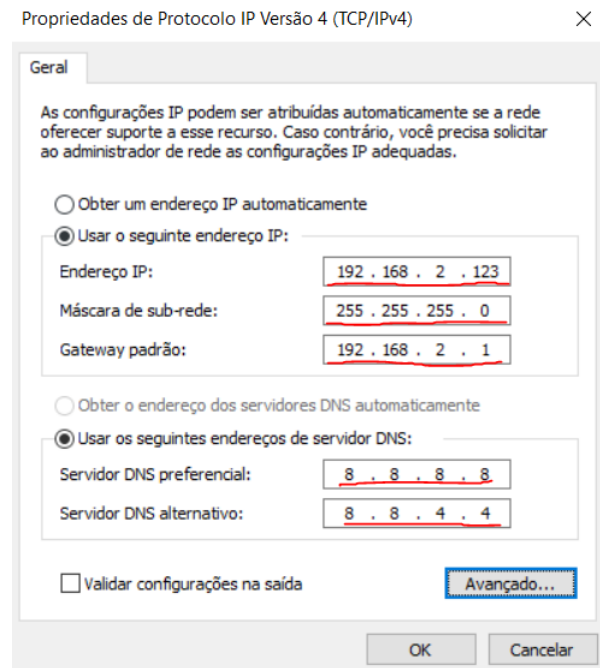 Propriedades de Protocolo IP Versão 4 (TCP/IPv4)
Geral
As configurações IP podem ser atribuídas automaticamente se a rede
oferecer suporte a esse recurso. Caso contrário, você precisa solicitar
ao administrador de rede as configurações IP adequadas.
Obter um endereço IP automaticamente
Usar o seguinte endereço IP:
Endereço IP: 192 . 168 . 2 . 123
Máscara de sub-rede: 255 . 255 . 255 . 0
Gateway padrão: 192 . 168 . 2 . 1
Obter o endereço dos servidores DNS automaticamente
Usar os seguintes endereços de servidor DNS:
Servidor DNS preferencial: 8 . 8 . 8 . 8
Servidor DNS alternativo: 8 . 8 . 4 . 4
Validar configurações na saída Avançado...
OK Cancelar